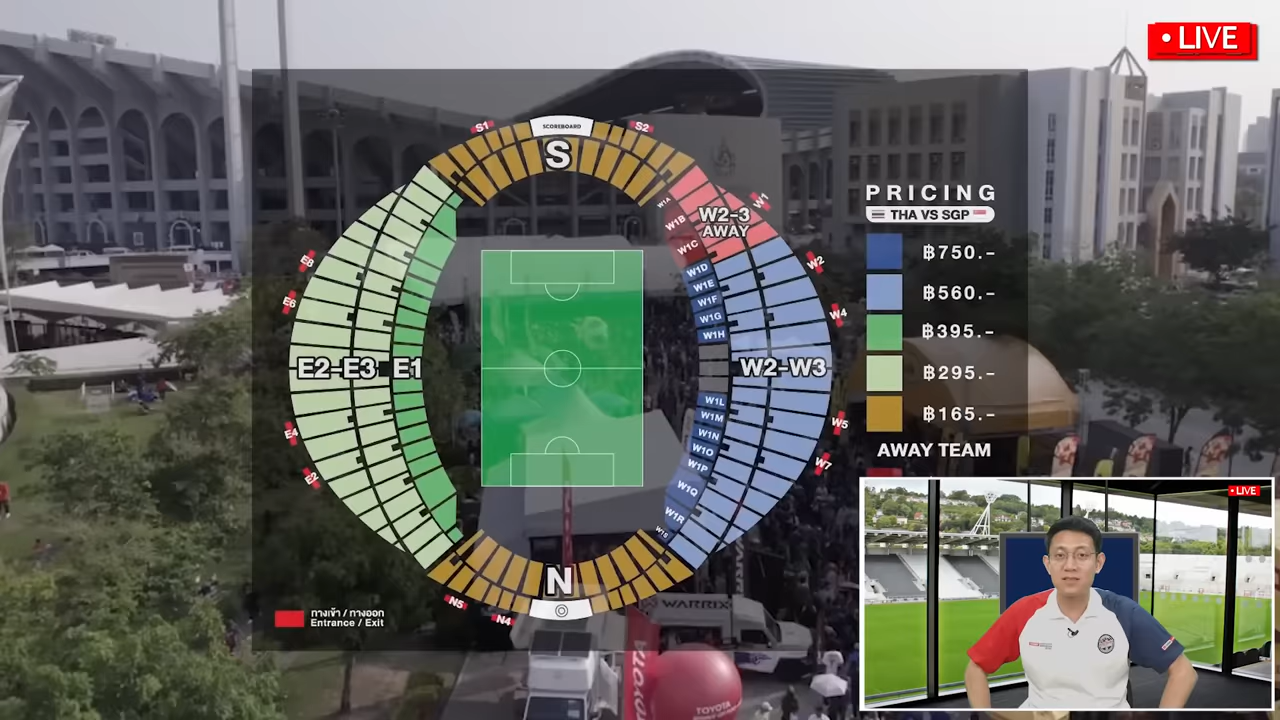 LIVE
SCOREBOARD
S1
S2
S
W1
W1A
W1B
W2-3
AWAY
W1C
PRICING
THA VS SGP
฿750.-
฿560.-
฿395.-
฿295.-
฿165.-
AWAY TEAM
E8
E6
E4
E2
W2
W4
W5
W7
W1D
W1E
W1F
W1G
W1H
E2-E3
E1
W2-W3
W1L
W1M
W1N
W1O
W1P
W1Q
W1R
W1S
N
N5
N4
ทางเข้า / ทางออก
Entrance / Exit
WARRIX
TOYOTA
TOYOTA
LIVE